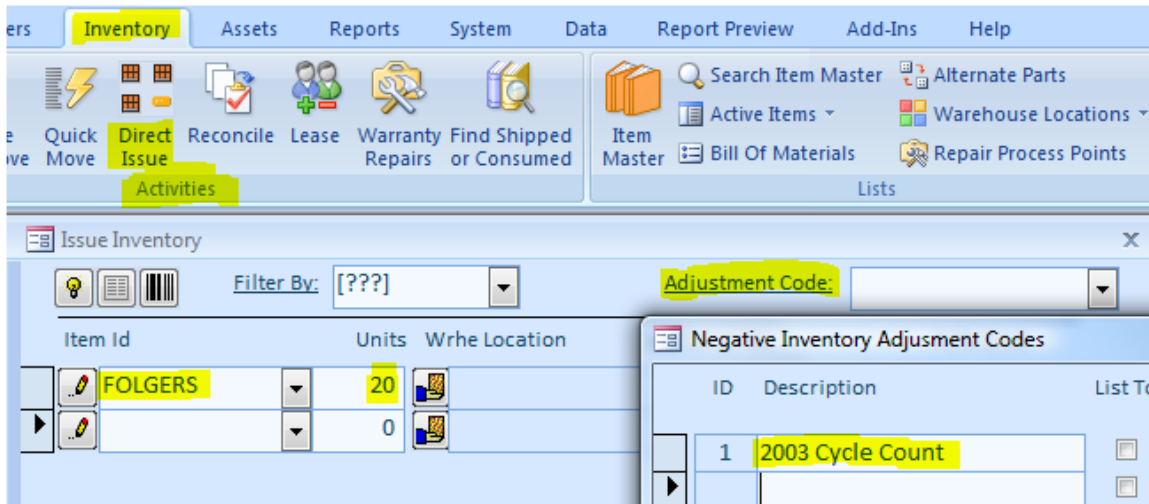 ers Inventory Assets Reports System Data Report Preview Add-Ins Help
Search Item Master Alternate Parts
Active Items Warehouse Locations
e Quick Direct Reconcile Lease Warranty Find Shipped Item
ove Move Issue Repairs or Consumed Master Bill Of Materials Repair Process Points
Activities Lists
Issue Inventory X
Filter By: [???] Adjustment Code:
Item Id Units Wrhe Location
Negative Inventory Adjusment Codes
ID Description List To
FOLGERS 20
0
1 2003 Cycle Count